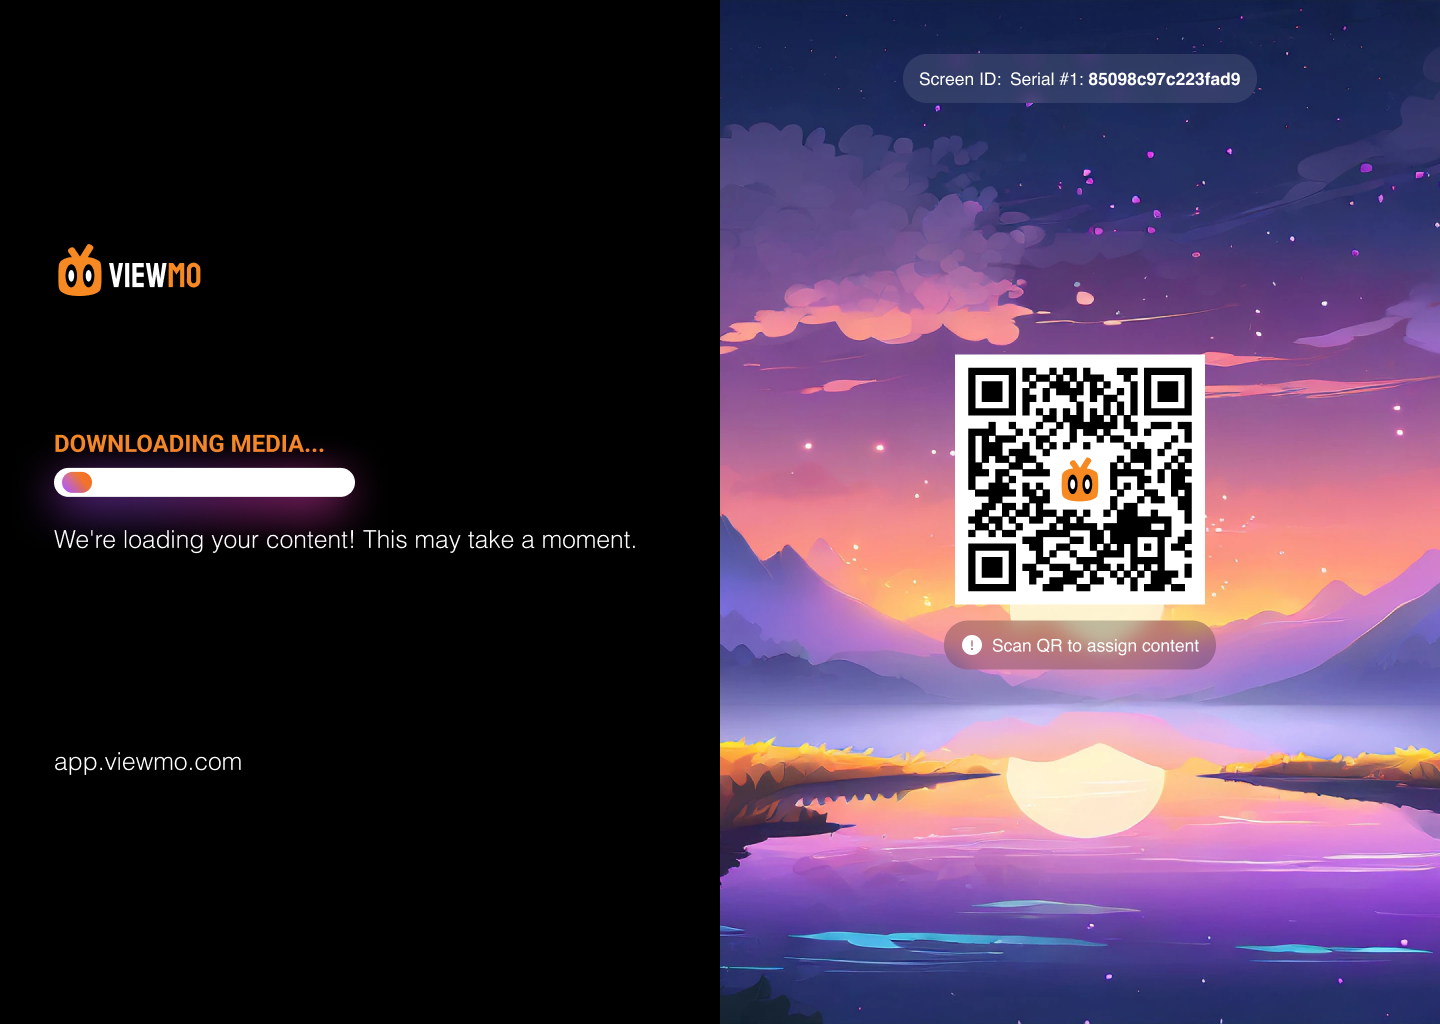 VIEWMO
DOWNLOADING MEDIA...
We're loading your content! This may take a moment.
app.viewmo.com
Screen ID: Serial #1: 85098c97c223fad9
Scan QR to assign content